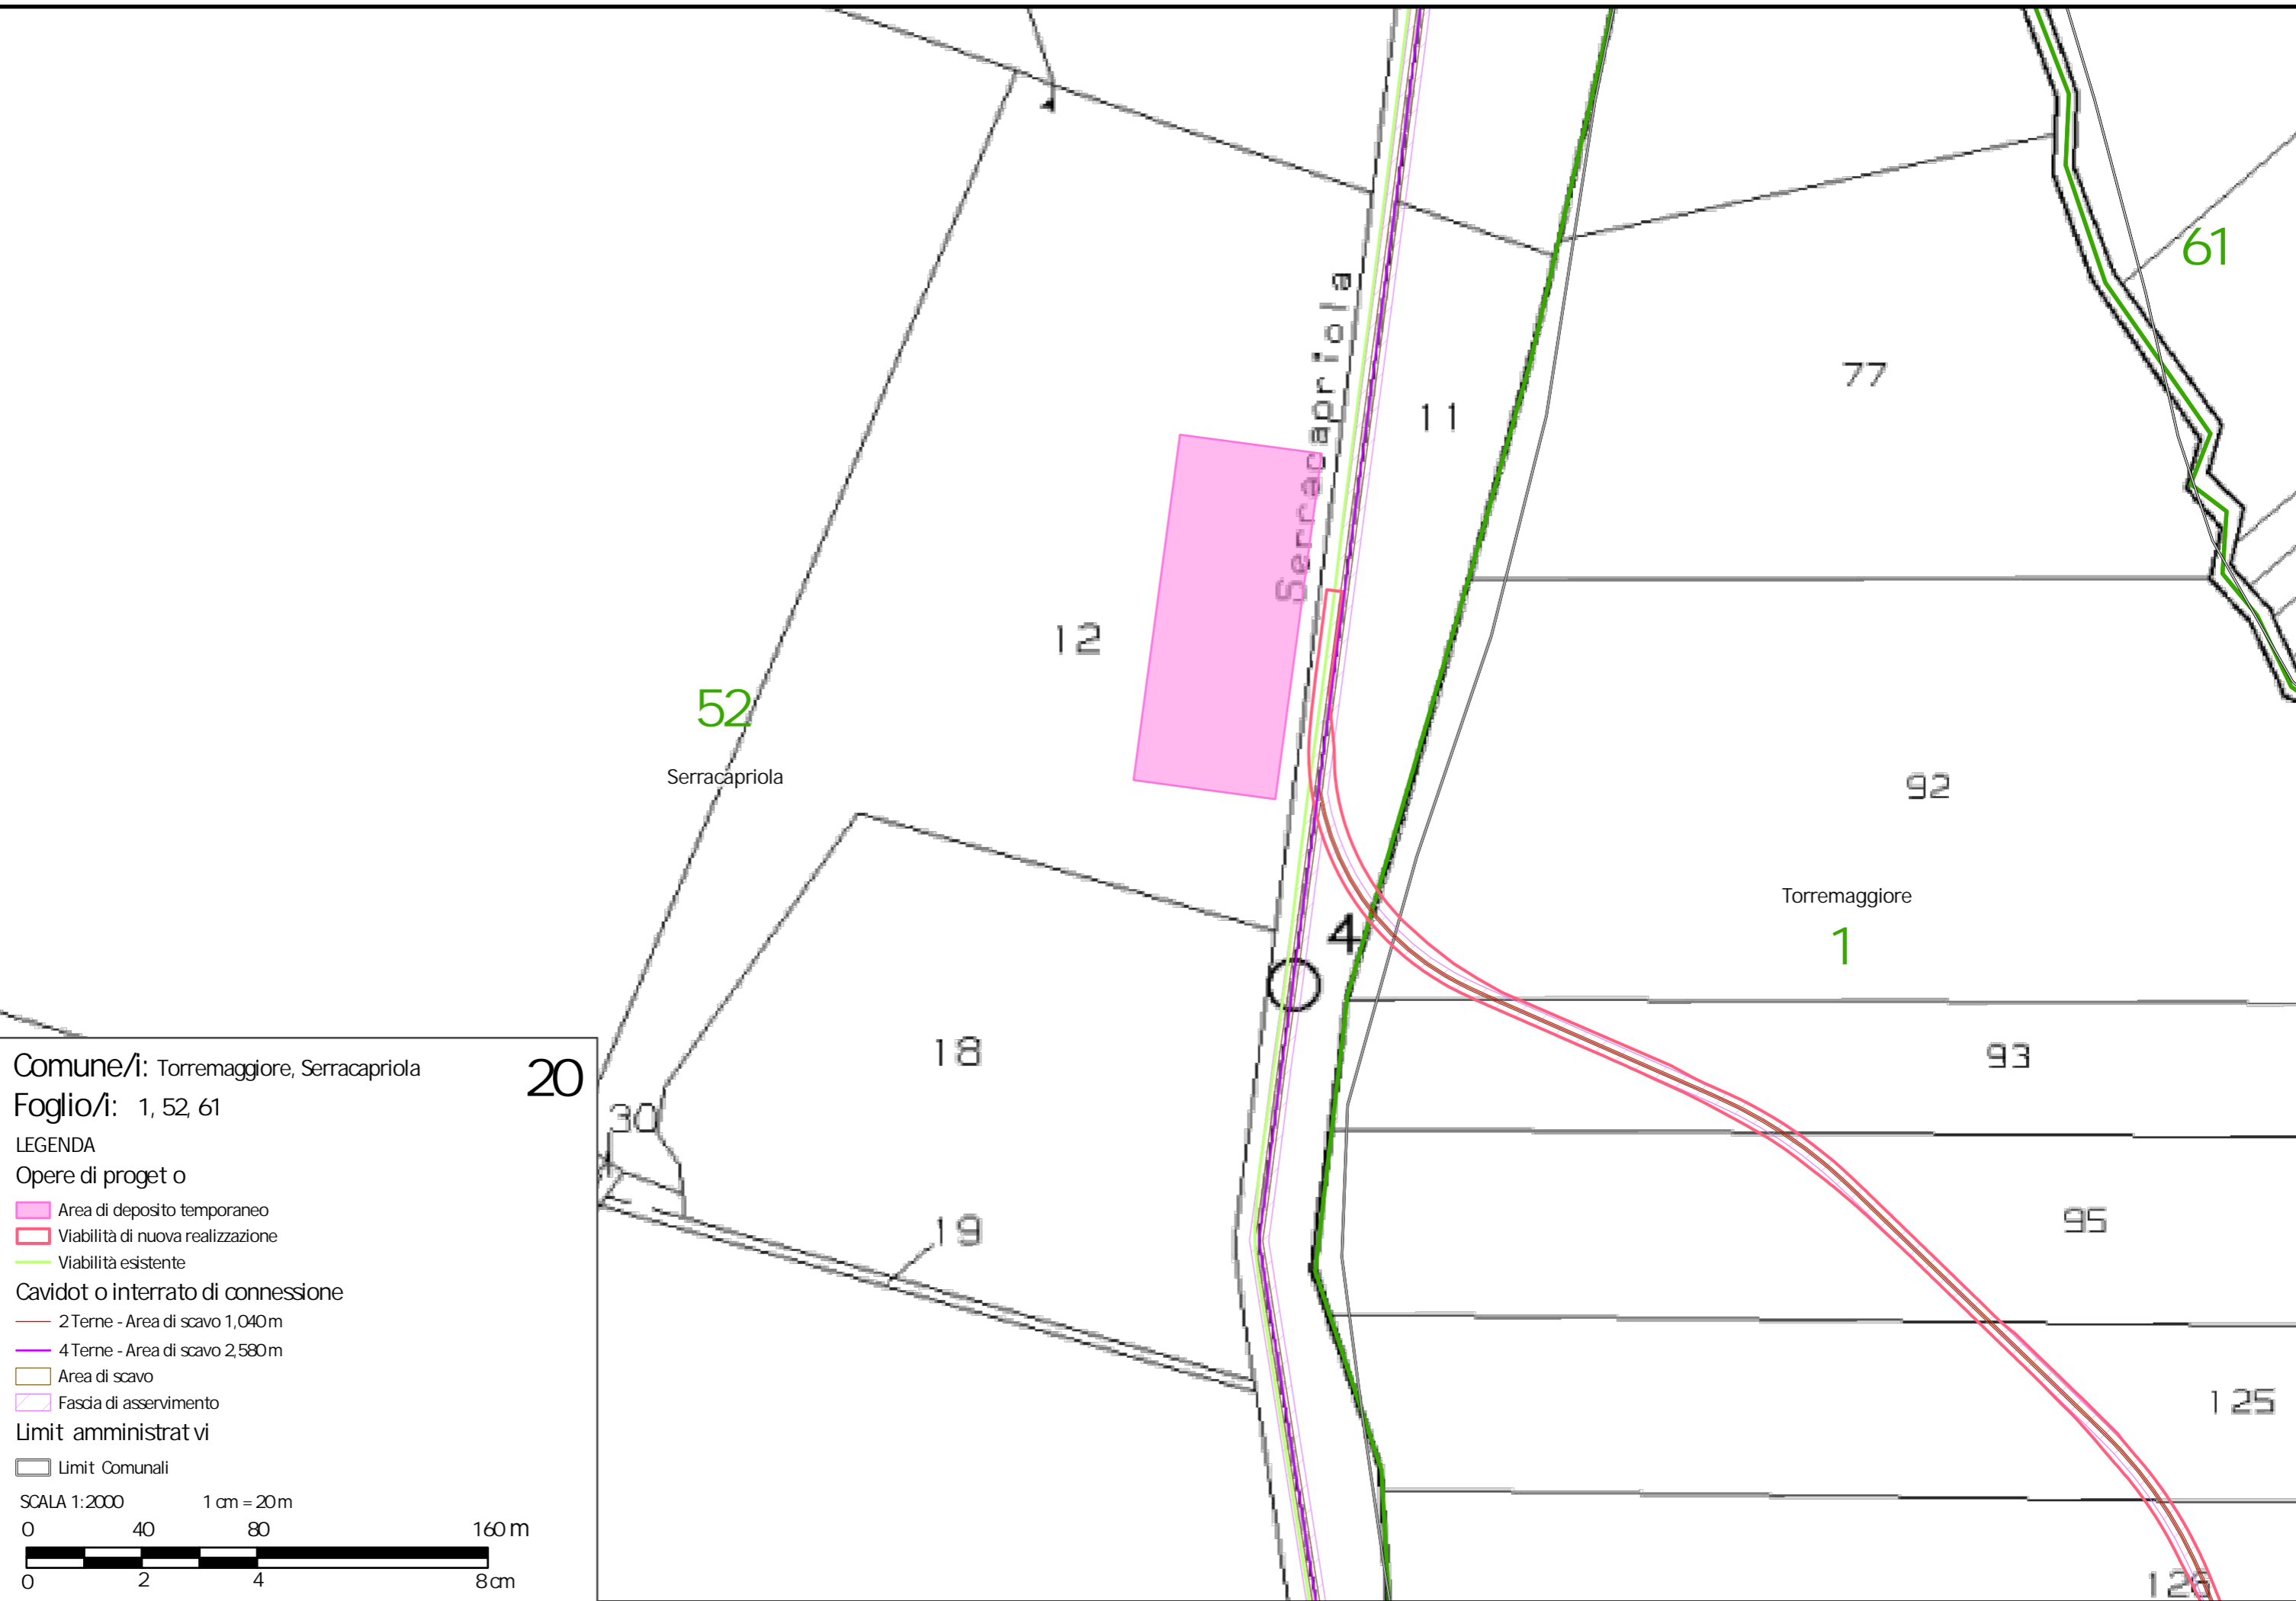 61
77
Serracapriola
11
12
52
Serracapriola
92
Torremaggiore
4
1
18
93
30
95
19
125
126
Comune/i: Torremaggiore, Serracapriola
20
Foglio/i: 1, 52, 61
LEGENDA
Opere di proget o
Area di deposito temporaneo
Viabilità di nuova realizzazione
Viabilità esistente
Cavidot o interrato di connessione
2 Terne - Area di scavo 1,040 m
4 Terne - Area di scavo 2,580 m
Area di scavo
Fascia di asservimento
Limit amministrat vi
Limit Comunali
SCALA 1:2000 1 cm = 20 m
0 40 80 160 m
0 2 4 8 cm